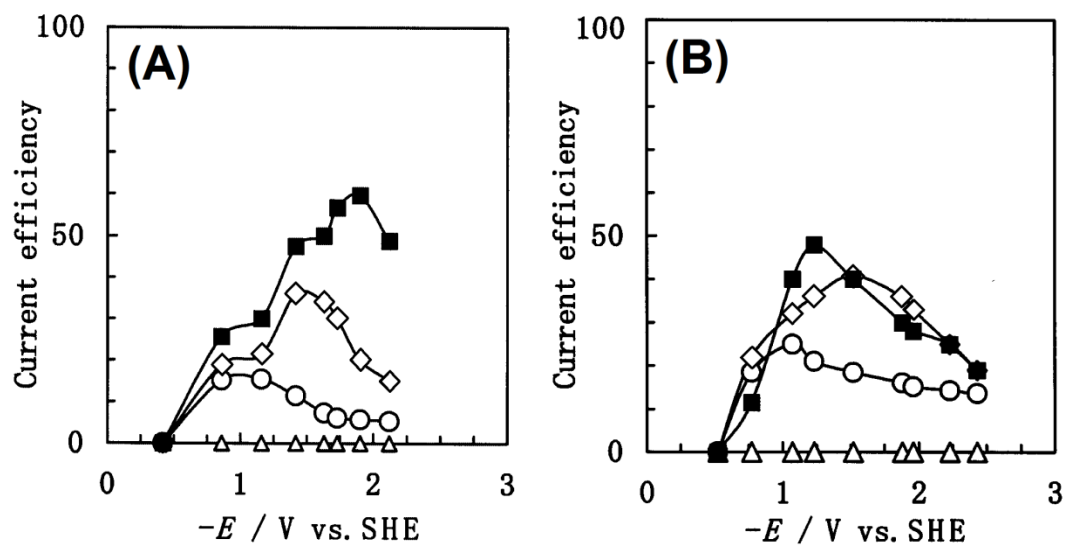 (A)
Current efficiency
100
50
0
0
1
2
3
-E / V vs. SHE
(B)
Current efficiency
100
50
0
0
1
2
3
-E / V vs. SHE